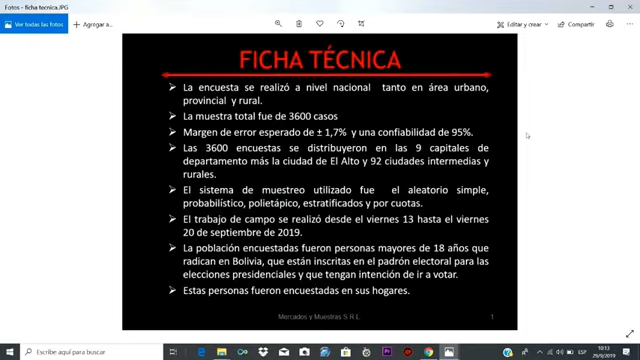 Fotos - ficha tecnica.JPG
Ver todas las fotos
Agregar a...
Editar y crear
Compartir
FICHA TÉCNICA
La encuesta se realizó a nivel nacional tanto en área urbano,
provincial y rural.
La muestra total fue de 3600 casos
Margen de error esperado de ± 1,7% y una confiabilidad de 95%.
Las 3600 encuestas se distribuyeron en las 9 capitales de
departamento más la ciudad de El Alto y 92 ciudades intermedias y
rurales.
El sistema de muestreo utilizado fue el aleatorio simple,
probabilístico, polietápico, estratificados y por cuotas.
El trabajo de campo se realizó desde el viernes 13 hasta el viernes
20 de septiembre de 2019.
La población encuestadas fueron personas mayores de 18 años que
radican en Bolivia, que están inscritas en el padrón electoral para las
elecciones presidenciales y que tengan intención de ir a votar.
Estas personas fueron encuestadas en sus hogares.
Mercados y Muestras S R L
1
Escribe aquí para buscar
ESP
10:13